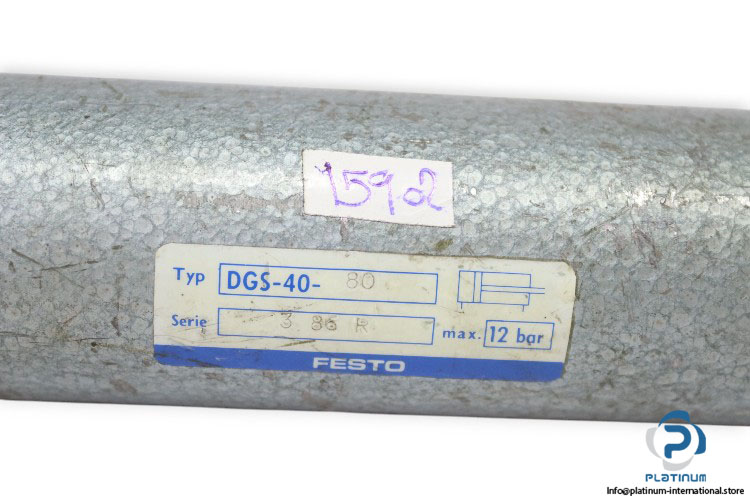 1592
Typ DGS-40- 80
Serie 3 86 R max. 12 bar
FESTO
PLATINUM
Info@platinum-international.store